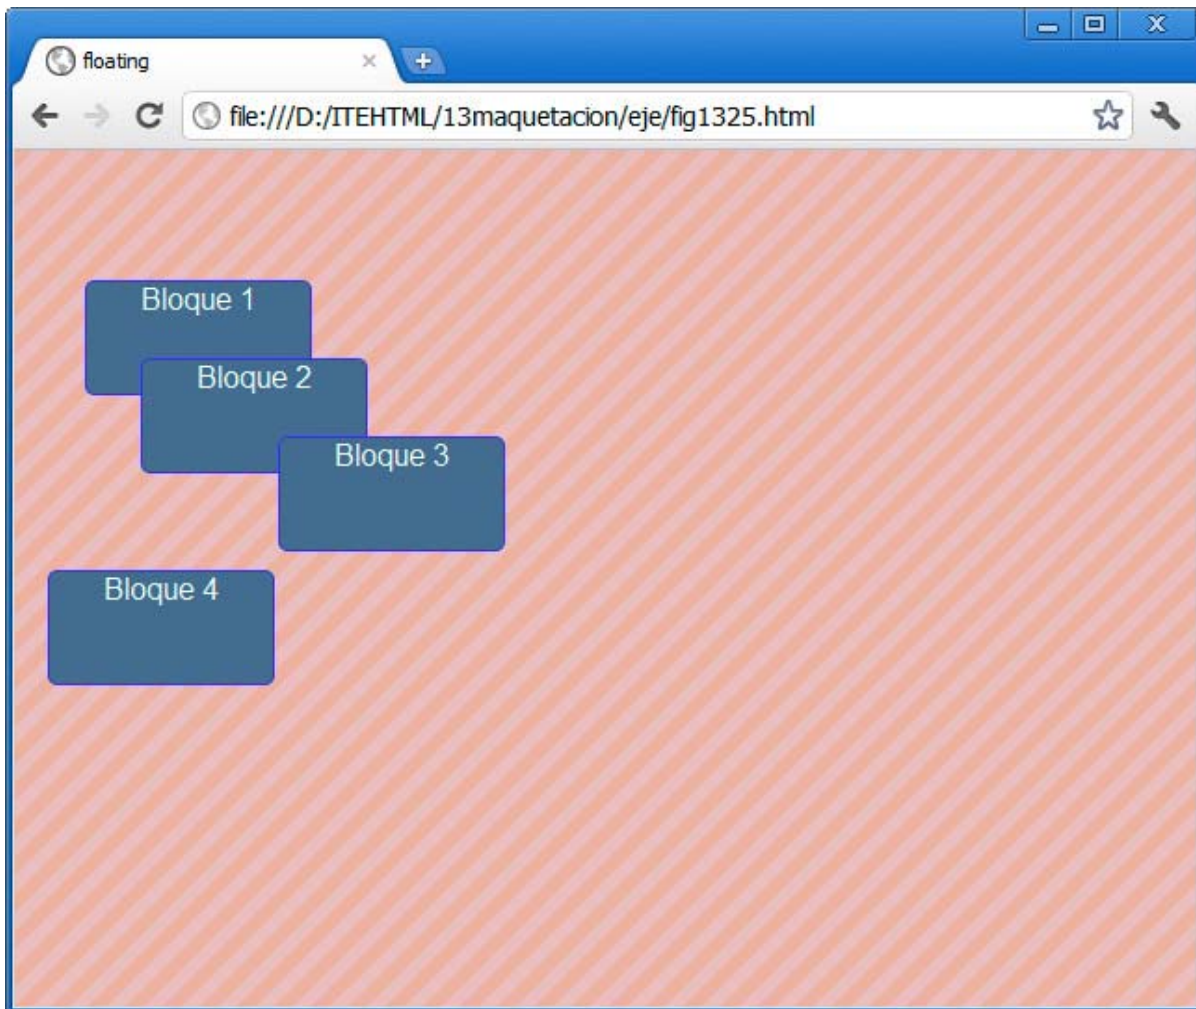 floating
file:///D:/ITEHTML/13maquetacion/eje/fig1325.html
Bloque 1
Bloque 2
Bloque 3
Bloque 4